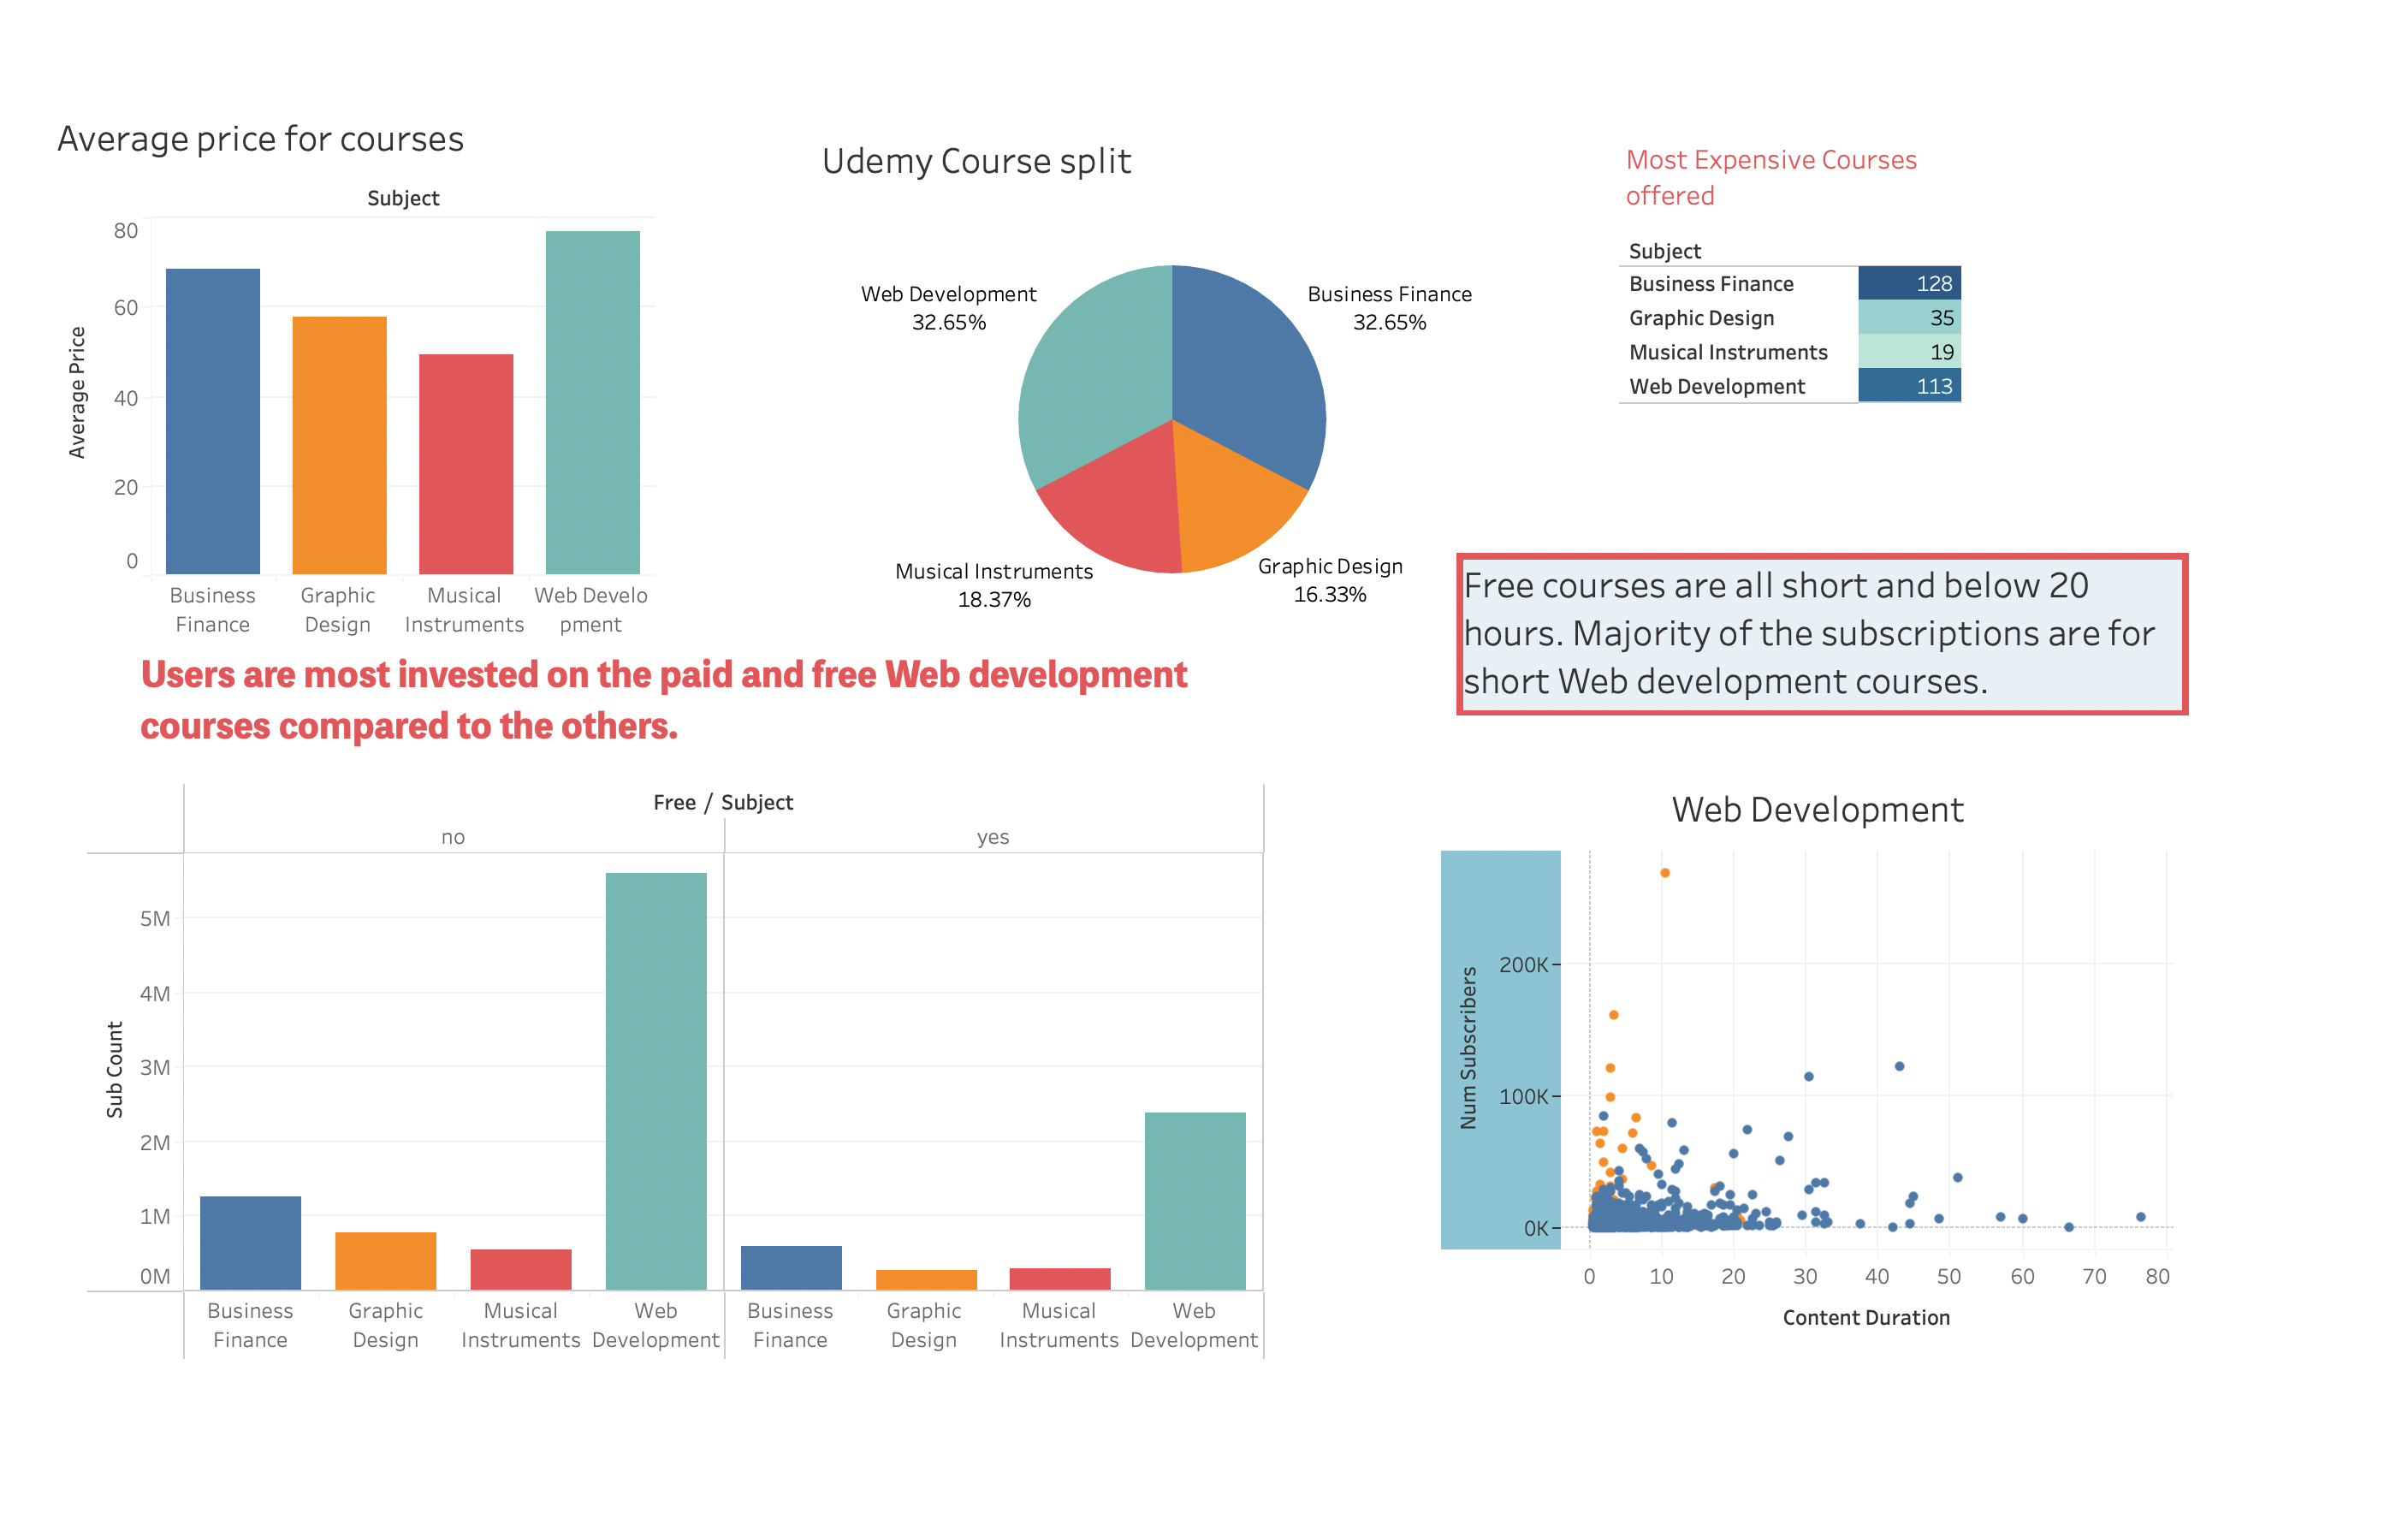 Average price for courses
Subject
Average Price
80
60
40
20
0
Business
Finance
Graphic
Design
Musical
Instruments
Web Develo
pment
Udemy Course split
Web Development
32.65%
Business Finance
32.65%
Musical Instruments
18.37%
Graphic Design
16.33%
Most Expensive Courses
offered
Subject
Business Finance 128
Graphic Design 35
Musical Instruments 19
Web Development 113
Free courses are all short and below 20
hours. Majority of the subscriptions are for
short Web development courses.
Users are most invested on the paid and free Web development
courses compared to the others.
Free / Subject
no yes
Sub Count
5M
4M
3M
2M
1M
0M
Business
Finance
Graphic
Design
Musical
Instruments
Web
Development
Business
Finance
Graphic
Design
Musical
Instruments
Web
Development
Web Development
Num Subscribers
200K
100K
0K
0 10 20 30 40 50 60 70 80
Content Duration